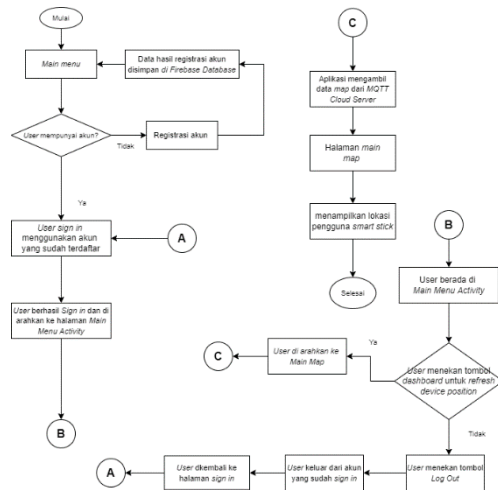 Mulai
Main menu
Data hasil registrasi akun
disimpan di Firebase Database
User mempunyai akun?
Tidak
Registrasi akun
Ya
User sign in
menggunakan akun
yang sudah terdaftar
A
User berhasil Sign in dan di
arahkan ke halaman Main
Menu Activity
B
C
Aplikasi mengambil
data map dari MQTT
Cloud Server
Halaman main
map
menampilkan lokasi
pengguna smart stick
Selesai
B
User berada di
Main Menu Activity
User menekan tombol
dashboard untuk refresh
device position
Ya
User di arahkan ke
Main Map
C
Tidak
User menekan tombol
Log Out
User keluar dari akun
yang sudah sign in
User dkembali ke
halaman sign in
A